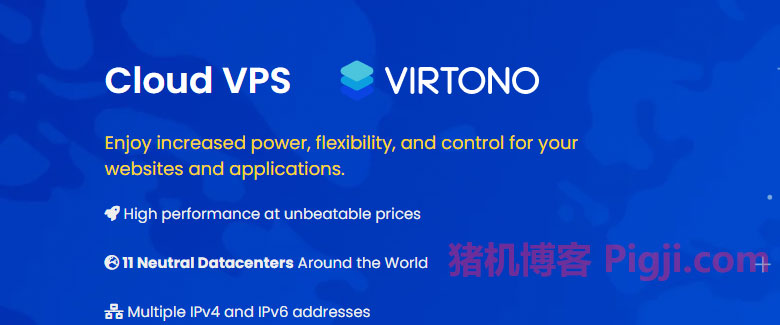 Cloud VPS VIRTONO
Enjoy increased power, flexibility, and control for your
websites and applications.
High performance at unbeatable prices
11 Neutral Datacenters Around the World
猪机博客 Pigji.com
Multiple IPv4 and IPv6 addresses